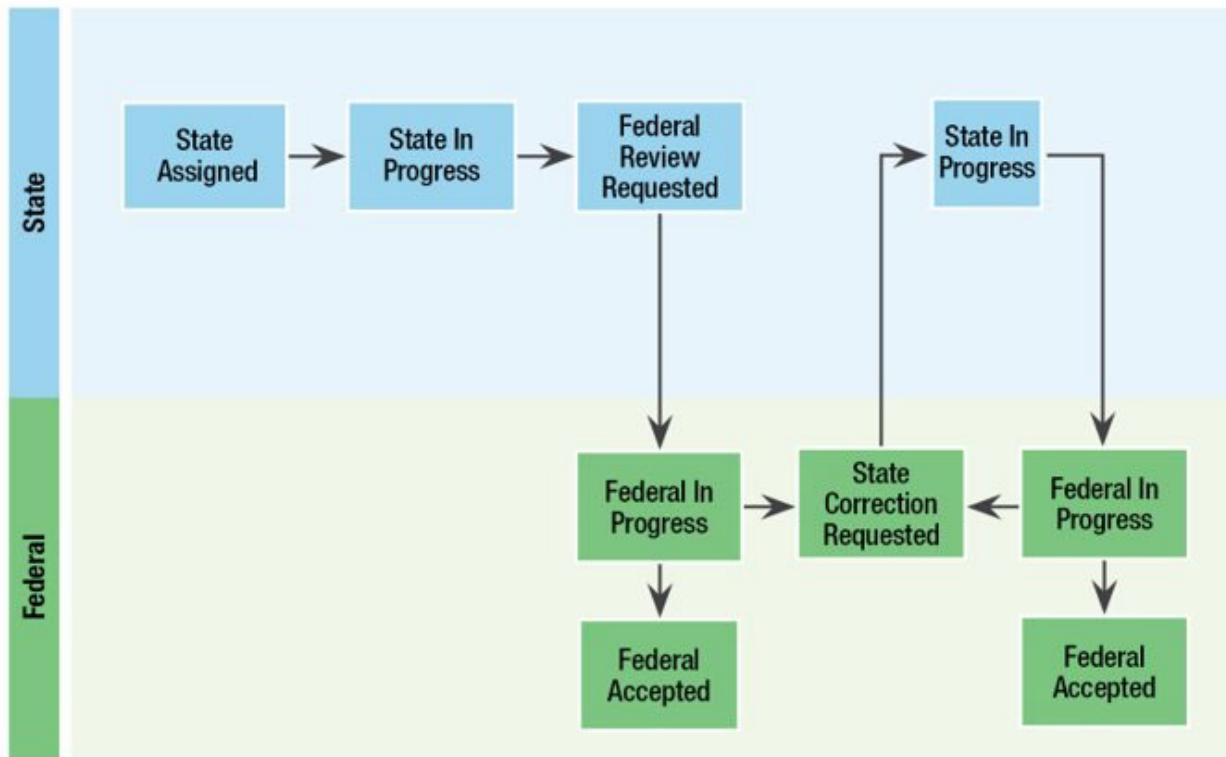 State
State
Assigned
State In
Progress
Federal
Review
Requested
State In
Progress
Federal
Federal In
Progress
State
Correction
Requested
Federal In
Progress
Federal
Accepted
Federal
Accepted